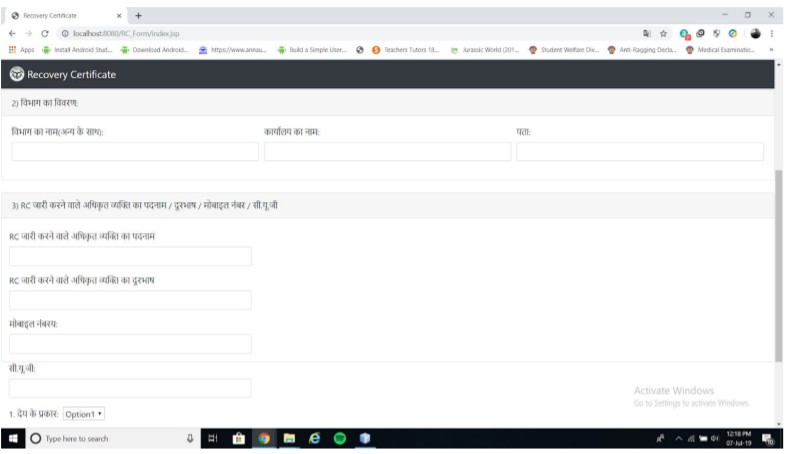 Recovery Certificate
localhost:8080/RC_Form/index.jsp
Apps Install Android Stud... Download Android... https://www.annau... Build a Simple User... Teachers Tutors 18... Jurassic World (201... Student Welfare Div... Anti Ragging Decla... Medical Examinatio... »
Recovery Certificate
2) विभाग का विवरण:
विभाग का नाम(अन्य के साथ): कार्यालय का नाम: पता:
3) RC जारी करने वाले अधिकृत व्यक्ति का पदनाम / दूरभाष / मोबाइल नंबर / सी.यू.जी
RC जारी करने वाले अधिकृत व्यक्ति का पदनाम
RC जारी करने वाले अधिकृत व्यक्ति का दूरभाष
मोबाइल नंबरय:
सी.यू.जी:
1. देय के प्रकार: Option1
Activate Windows
Go to Settings to activate Windows.
Type here to search
12:18 PM
07-Jul-19